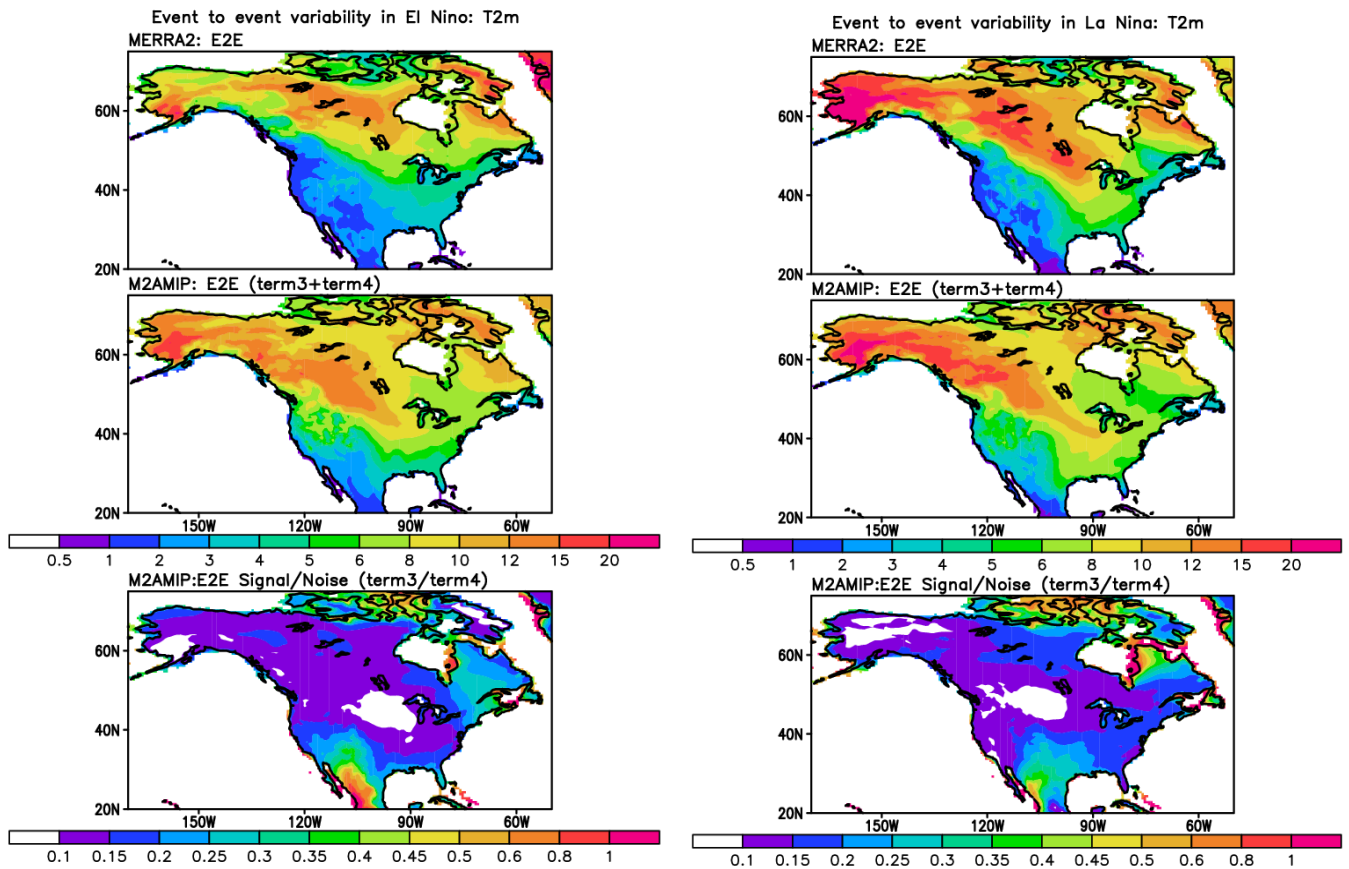 Event to event variability in El Nino: T2m
MERRA2: E2E
60N
40N
20N
M2AMIP: E2E (term3+term4)
60N
40N
20N
150W 120W 90W 60W
0.5 1 2 3 4 5 6 8 10 12 15 20
M2AMIP:E2E Signal/Noise (term3/term4)
60N
40N
20N
150W 120W 90W 60W
0.1 0.15 0.2 0.25 0.3 0.35 0.4 0.45 0.5 0.6 0.8 1
Event to event variability in La Nina: T2m
MERRA2: E2E
60N
40N
20N
M2AMIP: E2E (term3+term4)
60N
40N
20N
150W 120W 90W 60W
0.5 1 2 3 4 5 6 8 10 12 15 20
M2AMIP:E2E Signal/Noise (term3/term4)
60N
40N
20N
150W 120W 90W 60W
0.1 0.15 0.2 0.25 0.3 0.35 0.4 0.45 0.5 0.6 0.8 1